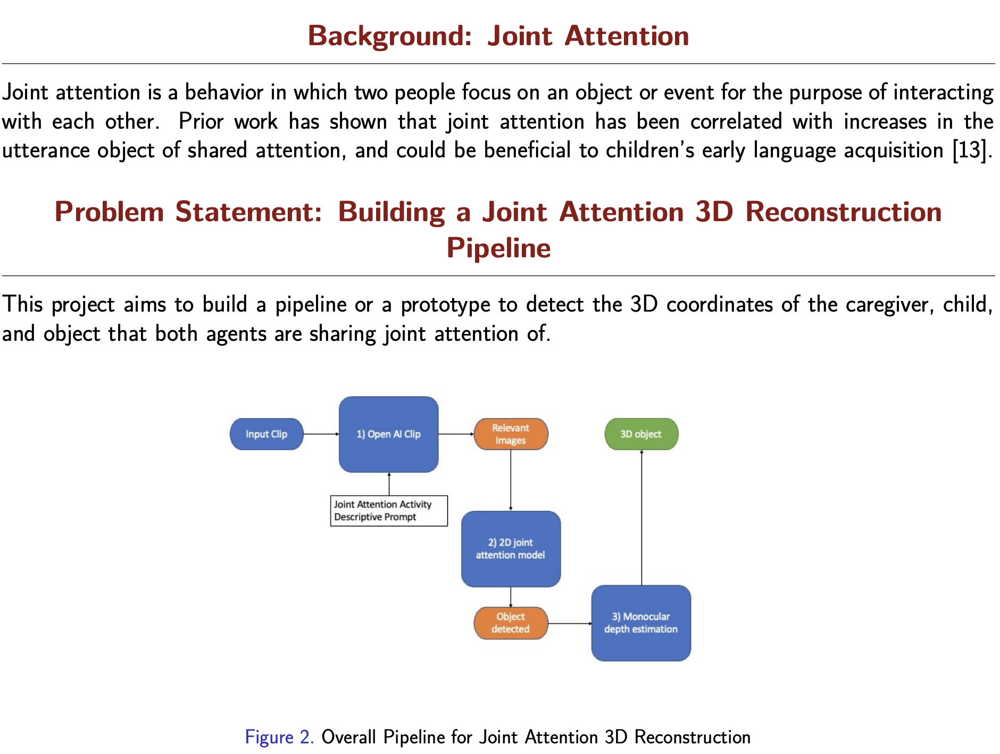 Background: Joint Attention
Joint attention is a behavior in which two people focus on an object or event for the purpose of interacting
with each other. Prior work has shown that joint attention has been correlated with increases in the
utterance object of shared attention, and could be beneficial to children's early language acquisition [13].
Problem Statement: Building a Joint Attention 3D Reconstruction
Pipeline
This project aims to build a pipeline or a prototype to detect the 3D coordinates of the caregiver, child,
and object that both agents are sharing joint attention of.
Input Clip
1) Open AI Clip
Joint Attention Activity
Descriptive Prompt
Relevant
Images
2) 2D joint
attention model
Object
detected
3) Monocular
depth estimation
3D object
Figure 2. Overall Pipeline for Joint Attention 3D Reconstruction